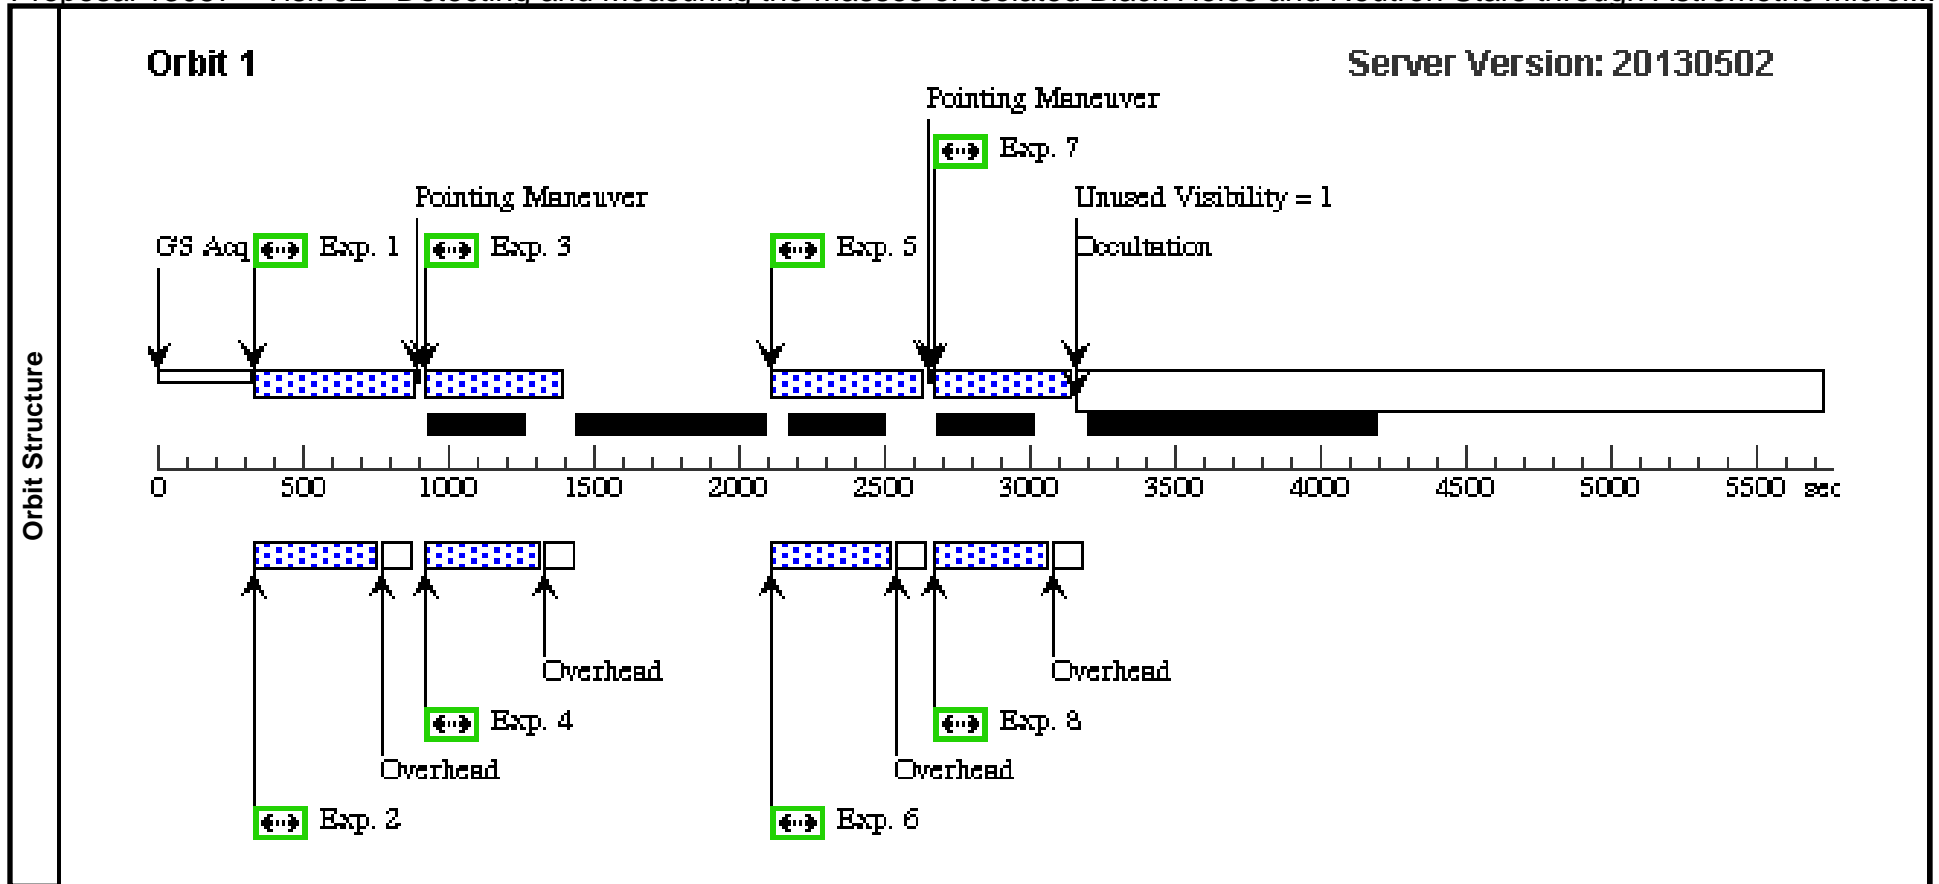 Orbit 1
Server Version: 20130502
Pointing Maneuver
Exp. 7
Pointing Maneuver
Unused Visibility = 1
GS Acq
Exp. 1
Exp. 3
Exp. 5
Occultation
Orbit Structure
0 500 1000 1500 2000 2500 3000 3500 4000 4500 5000 5500 sec
Overhead
Overhead
Exp. 4
Exp. 8
Overhead
Overhead
Exp. 2
Exp. 6